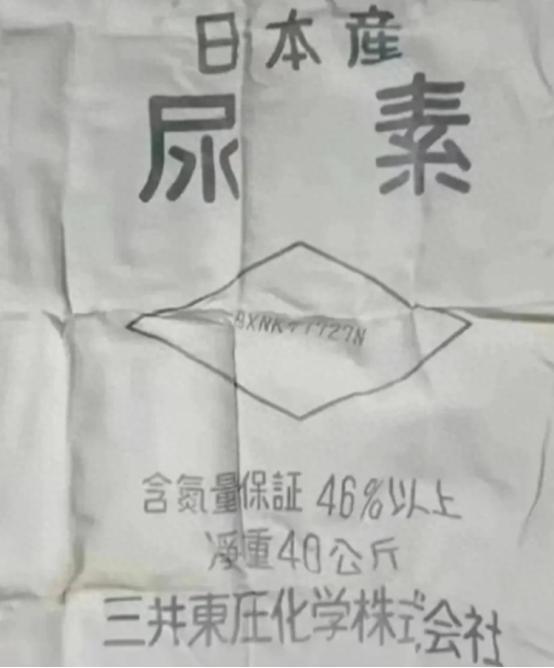 日本産
尿素
含氮量保証 46%以上
淨重40公斤
三井東圧化学株式会社